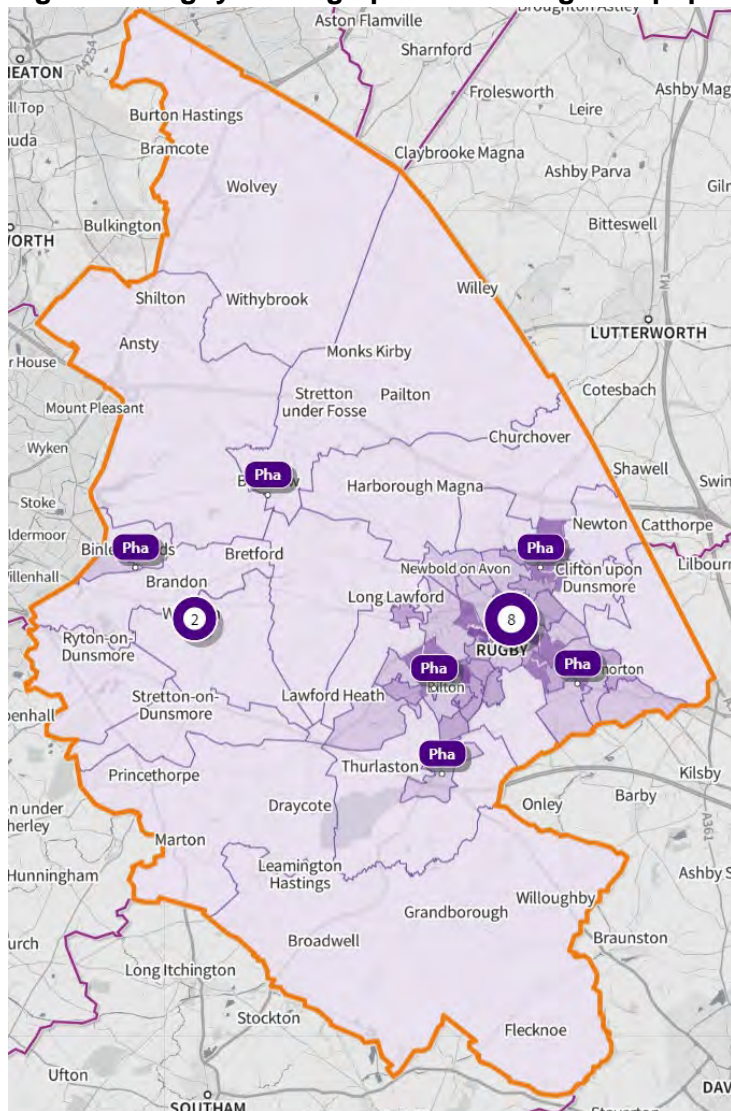 Aston Flamville
Sharnford
A4254
Frolesworth
Leire
Ashby Mag
Burton Hastings
Bramcote
Claybrooke Magna
Wolvey
Ashby Parva
Bulkington
Bitteswell
M1
Shilton
Withybrook
Willey
Ansty
LUTTERWORTH
Monks Kirby
Stretton
under Fosse
Pailton
Cotesbach
Mount Pleasant
Churchover
Wyken
Shawell
Pha
Harborough Magna
Stoke
Newton
Catthorpe
Pha
Pha
Bretford
Newbold on Avon
Clifton upon
Dunsmore
Brandon
Long Lawford
2
8
RUGBY
Ryton-on-
Dunsmore
Pha
Pha
Stretton-on-
Dunsmore
Lawford Heath
Pha
Princethorpe
Thurlaston
Kilsby
Onley
Barby
Draycote
A361
Marton
Leamington
Hastings
Hunningham
Willoughby
Grandborough
Broadwell
Braunston
Long Itchington
Stockton
Flecknoe
Ufton
SOUTHAM